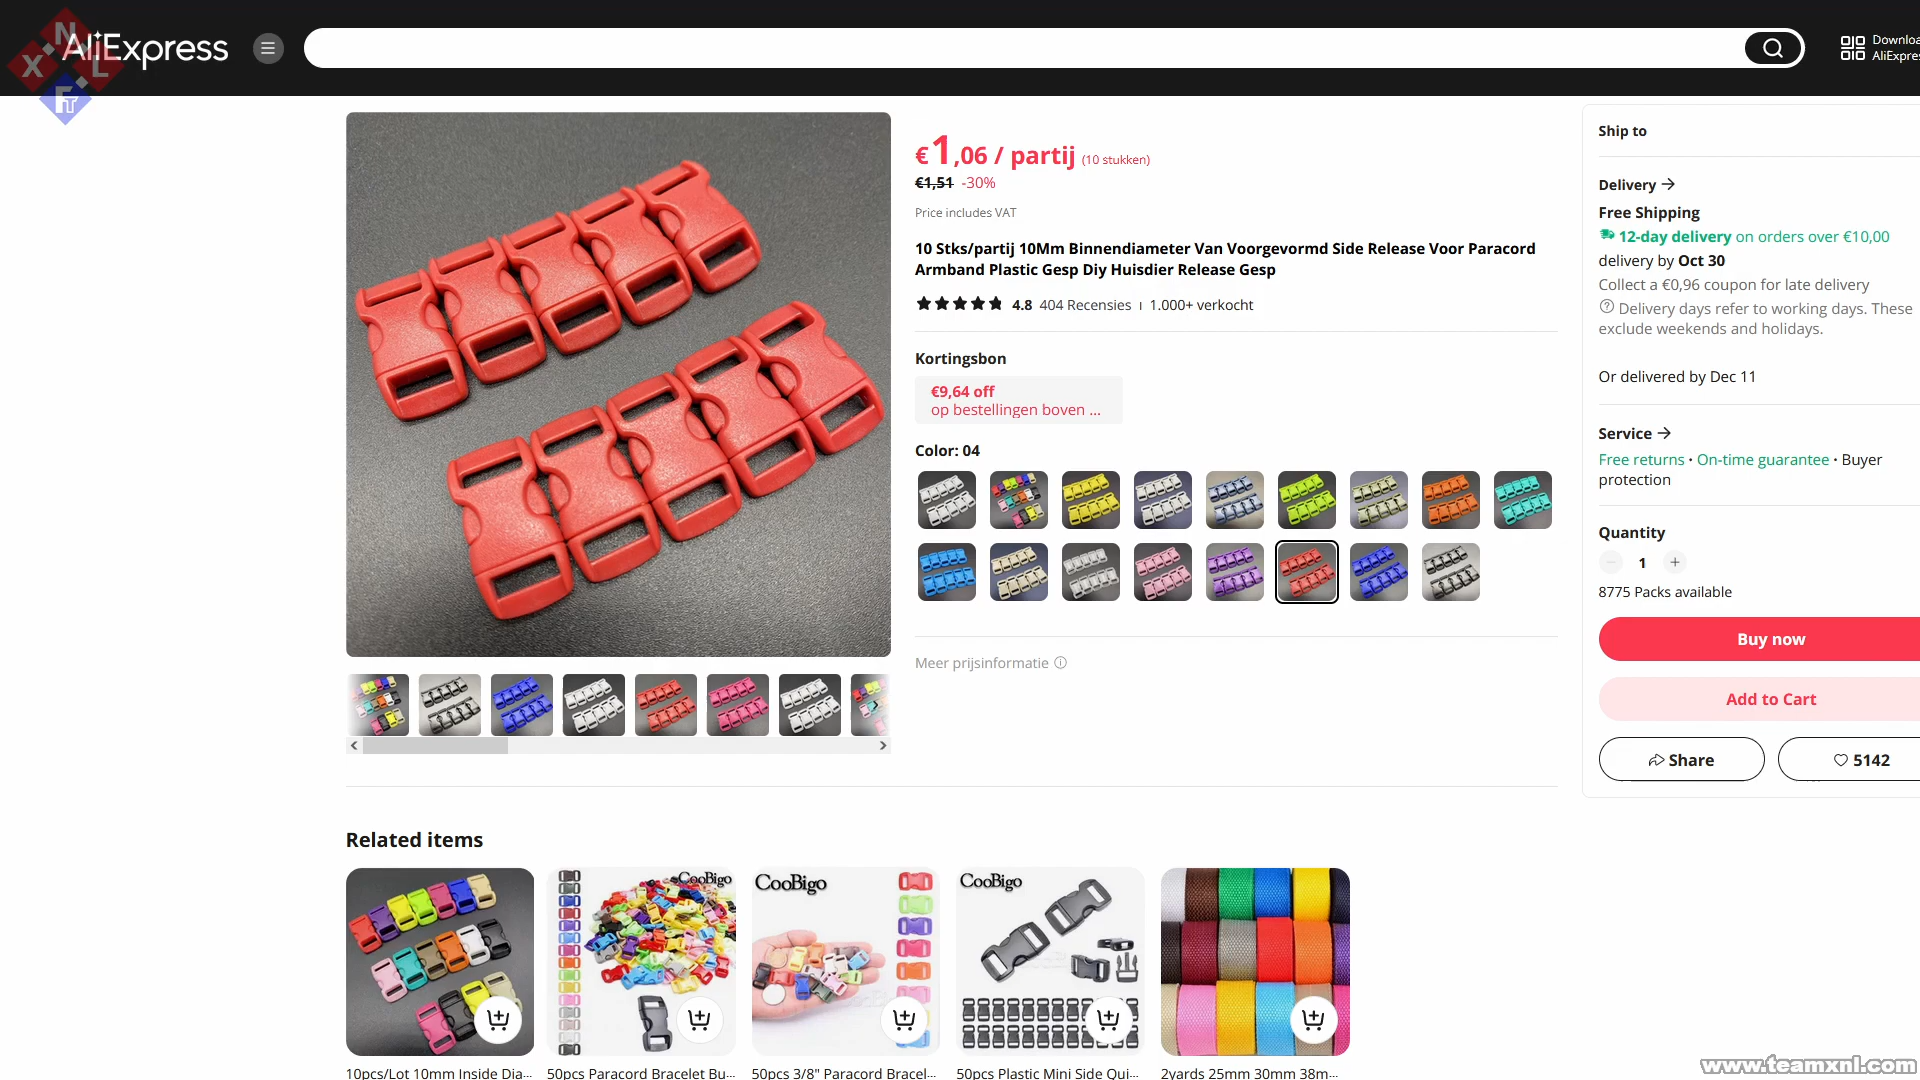 N
X L
FT
AliExpress
Downloa
AliExpres
€1,06 / partij (10 stukken)
€1,51 -30%
Price includes VAT
10 Stks/partij 10Mm Binnendiameter Van Voorgevormd Side Release Voor Paracord
Armband Plastic Gesp Diy Huisdier Release Gesp
4.8 404 Recensies 1.000+ verkocht
Kortingsbon
€9,64 off
op bestellingen boven ...
Color: 04
Meer prijsinformatie
Ship to
Delivery
Free Shipping
12-day delivery on orders over €10,00
delivery by Oct 30
Collect a €0,96 coupon for late delivery
Delivery days refer to working days. These
exclude weekends and holidays.
Or delivered by Dec 11
Service
Free returns · On-time guarantee · Buyer
protection
Quantity
1
8775 Packs available
Buy now
Add to Cart
Share 5142
Related items
CooBigo
CooBigo
CooBigo
10pcs/Lot 10mm Inside Dia...
50pcs Paracord Bracelet Bu...
50pcs 3/8" Paracord Bracel...
50pcs Plastic Mini Side Qui...
2yards 25mm 30mm 38m...
www.teamxnl.com